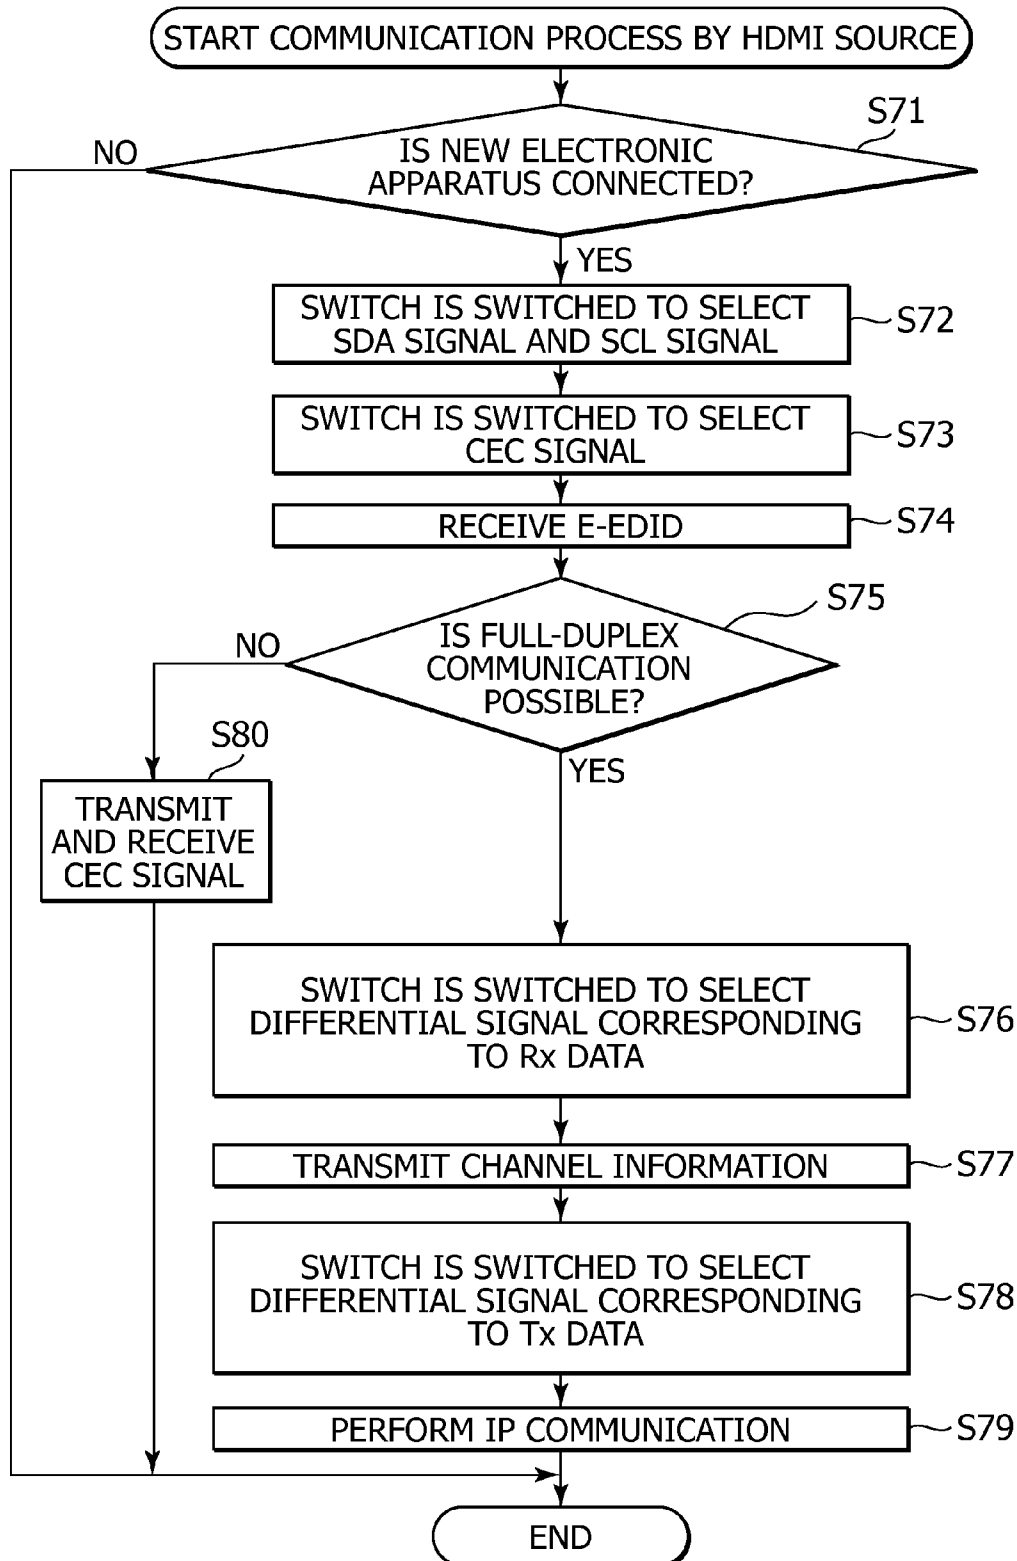 START COMMUNICATION PROCESS BY HDMI SOURCE
S71
NO
IS NEW ELECTRONIC
APPARATUS CONNECTED?
YES
SWITCH IS SWITCHED TO SELECT
SDA SIGNAL AND SCL SIGNAL
S72
SWITCH IS SWITCHED TO SELECT
CEC SIGNAL
S73
RECEIVE E-EDID
S74
S75
NO
IS FULL-DUPLEX
COMMUNICATION
POSSIBLE?
YES
S80
TRANSMIT
AND RECEIVE
CEC SIGNAL
SWITCH IS SWITCHED TO SELECT
DIFFERENTIAL SIGNAL CORRESPONDING
TO Rx DATA
S76
TRANSMIT CHANNEL INFORMATION
S77
SWITCH IS SWITCHED TO SELECT
DIFFERENTIAL SIGNAL CORRESPONDING
TO Tx DATA
S78
PERFORM IP COMMUNICATION
S79
END